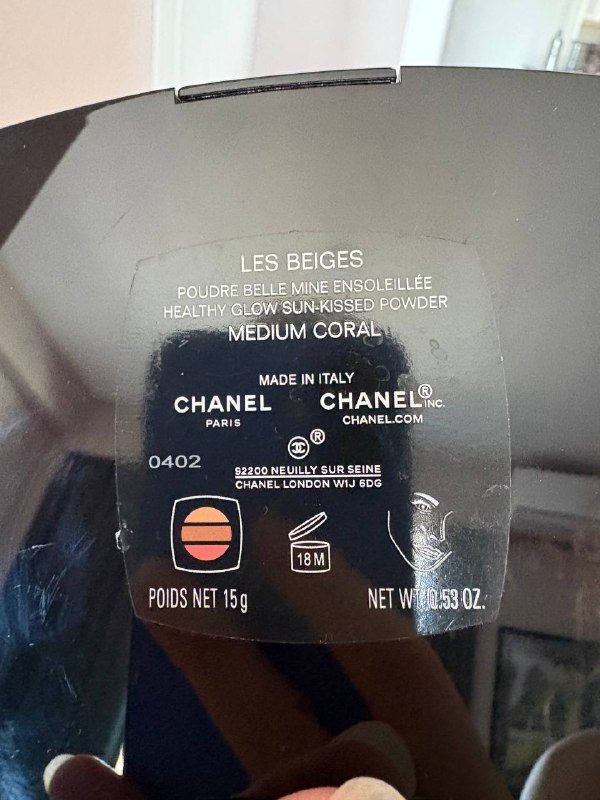 LES BEIGES
POUDRE BELLE MINE ENSOLEILLÉE
HEALTHY GLOW SUN-KISSED POWDER
MEDIUM CORAL
MADE IN ITALY
CHANEL CHANEL® INC.
PARIS CHANEL.COM
®
0402
92200 NEUILLY SUR SEINE
CHANEL LONDON W1J 6DG
18 M
POIDS NET 15 g NET WT. 0.53 OZ.